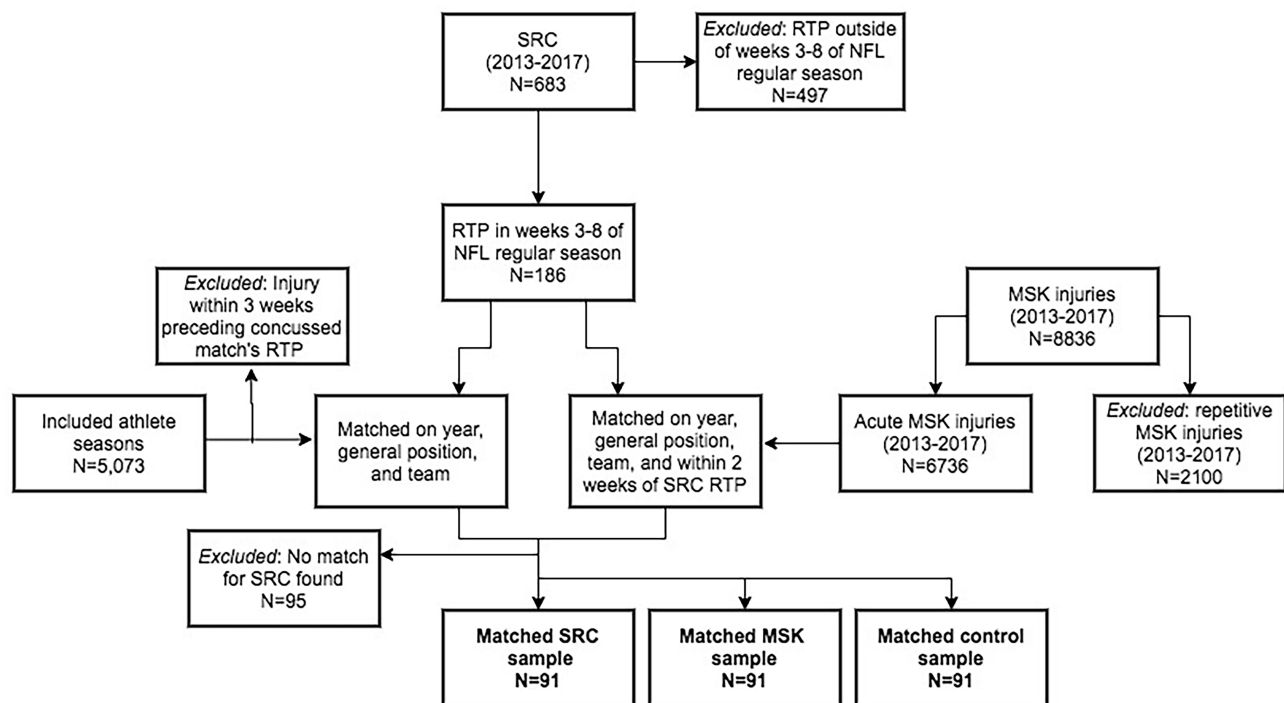 SRC
(2013-2017)
N=683
Excluded: RTP outside
of weeks 3-8 of NFL
regular season
N=497
RTP in weeks 3-8 of
NFL regular season
N=186
Excluded: Injury
within 3 weeks
preceding concussed
match's RTP
MSK injuries
(2013-2017)
N=8836
Included athlete
seasons
N=5,073
Matched on year,
general position,
and team
Matched on year,
general position,
team, and within 2
weeks of SRC RTP
Acute MSK injuries
(2013-2017)
N=6736
Excluded: repetitive
MSK injuries
(2013-2017)
N=2100
Excluded: No match
for SRC found
N=95
Matched SRC
sample
N=91
Matched MSK
sample
N=91
Matched control
sample
N=91